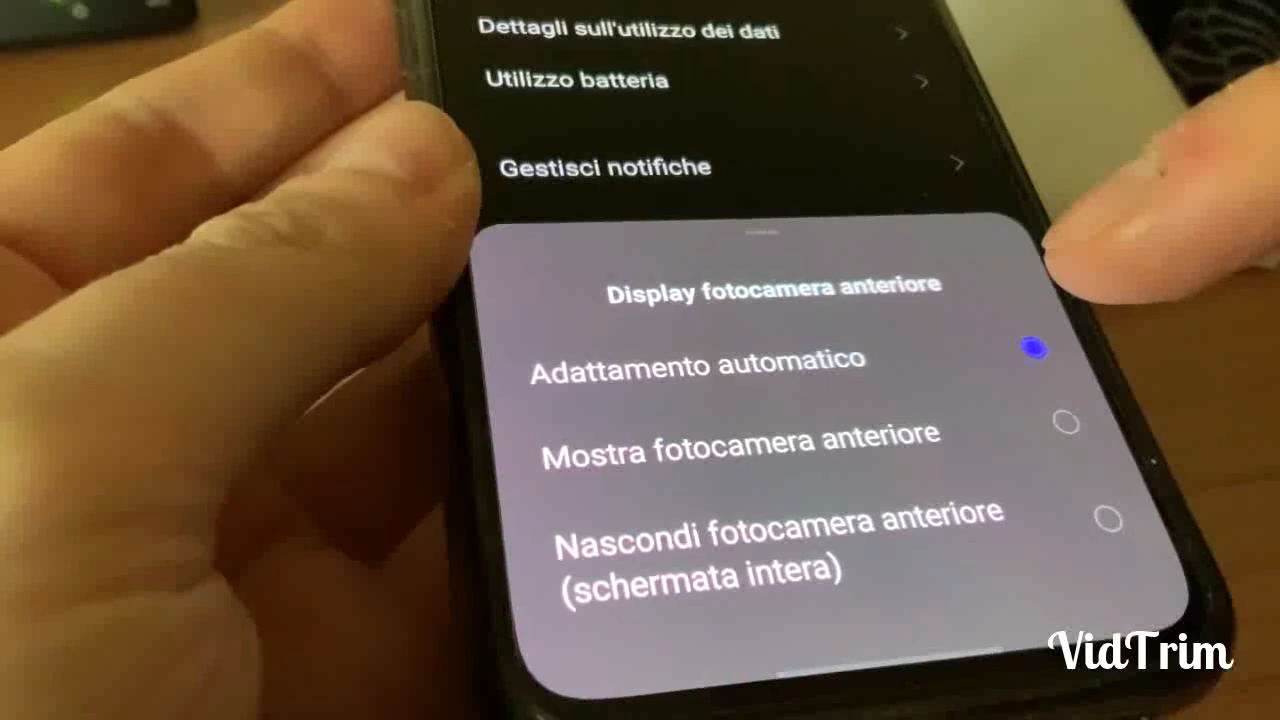 Dettagli sull'utilizzo dei dati
Utilizzo batteria
Gestisci notifiche
Display fotocamera anteriore
Adattamento automatico
Mostra fotocamera anteriore
Nascondi fotocamera anteriore
(schermata intera)
VidTrim